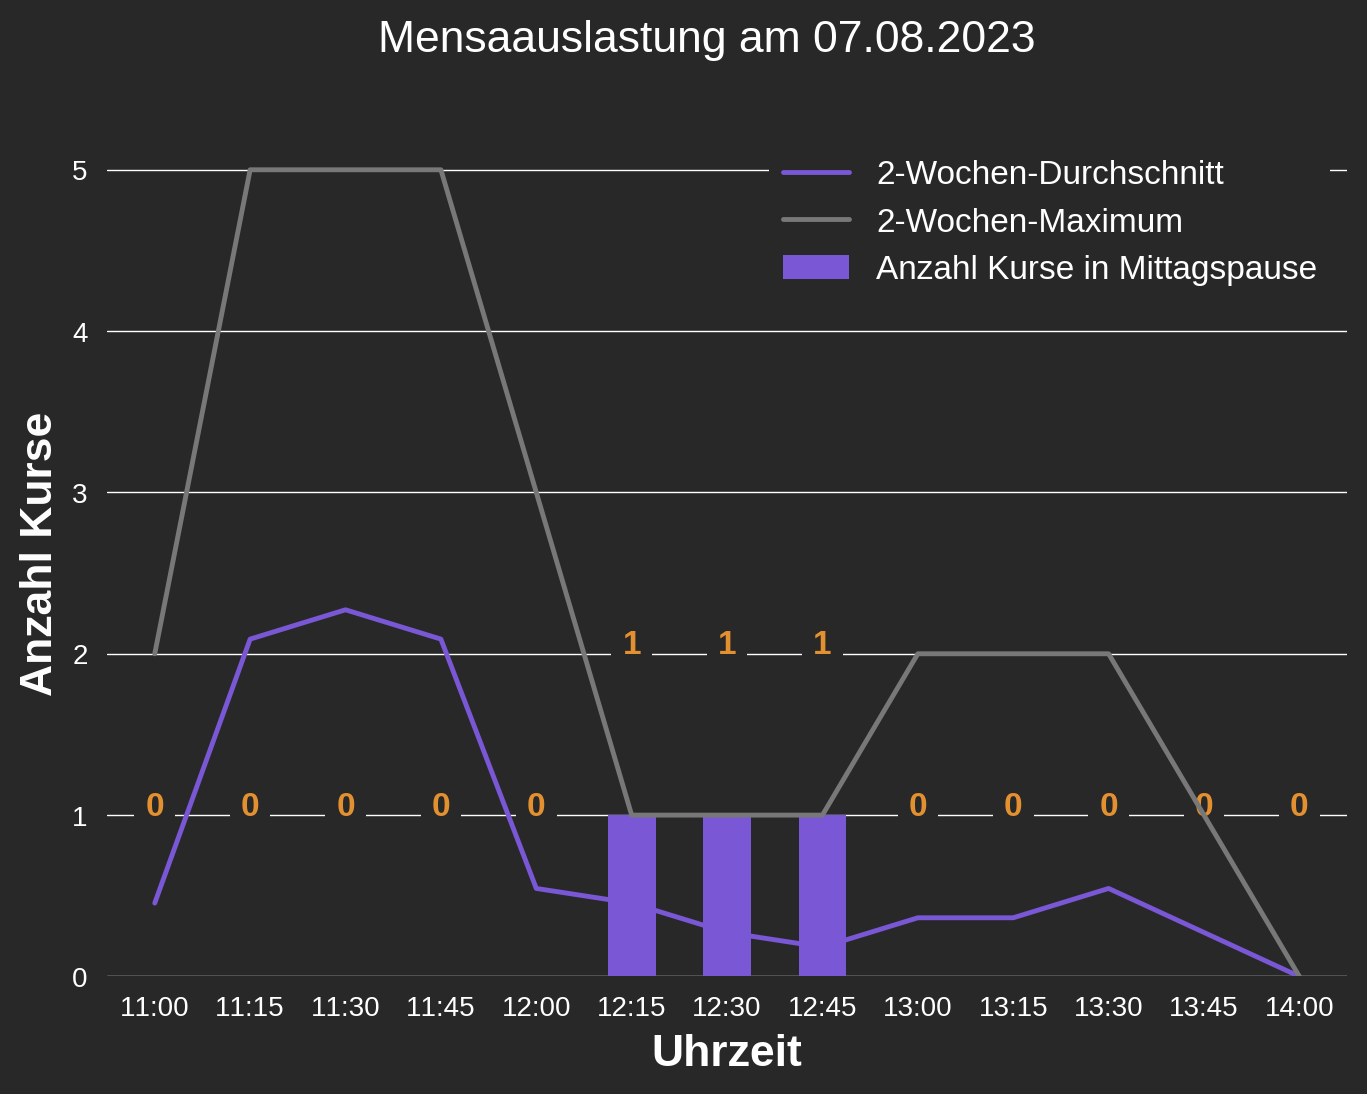 Mensaauslastung am 07.08.2023
2-Wochen-Durchschnitt
2-Wochen-Maximum
Anzahl Kurse in Mittagspause
Anzahl Kurse
5
4
3
2
1
0
1 1 1
0 0 0 0 0 0 0 0 0 0
11:00 11:15 11:30 11:45 12:00 12:15 12:30 12:45 13:00 13:15 13:30 13:45 14:00
Uhrzeit